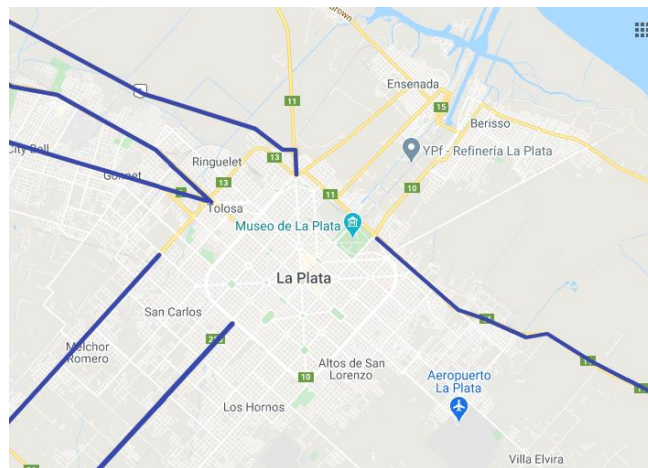 Brown
Ensenada
11
15
Berisso
YPf - Refinería La Plata
City Bell
Ringuelet
13
13
Gonnet
10
11
Tolosa
Museo de La Plata
La Plata
San Carlos
11
Melchor
Romero
Altos de San
Lorenzo
10
Aeropuerto
La Plata
11
11
Los Hornos
Villa Elvira